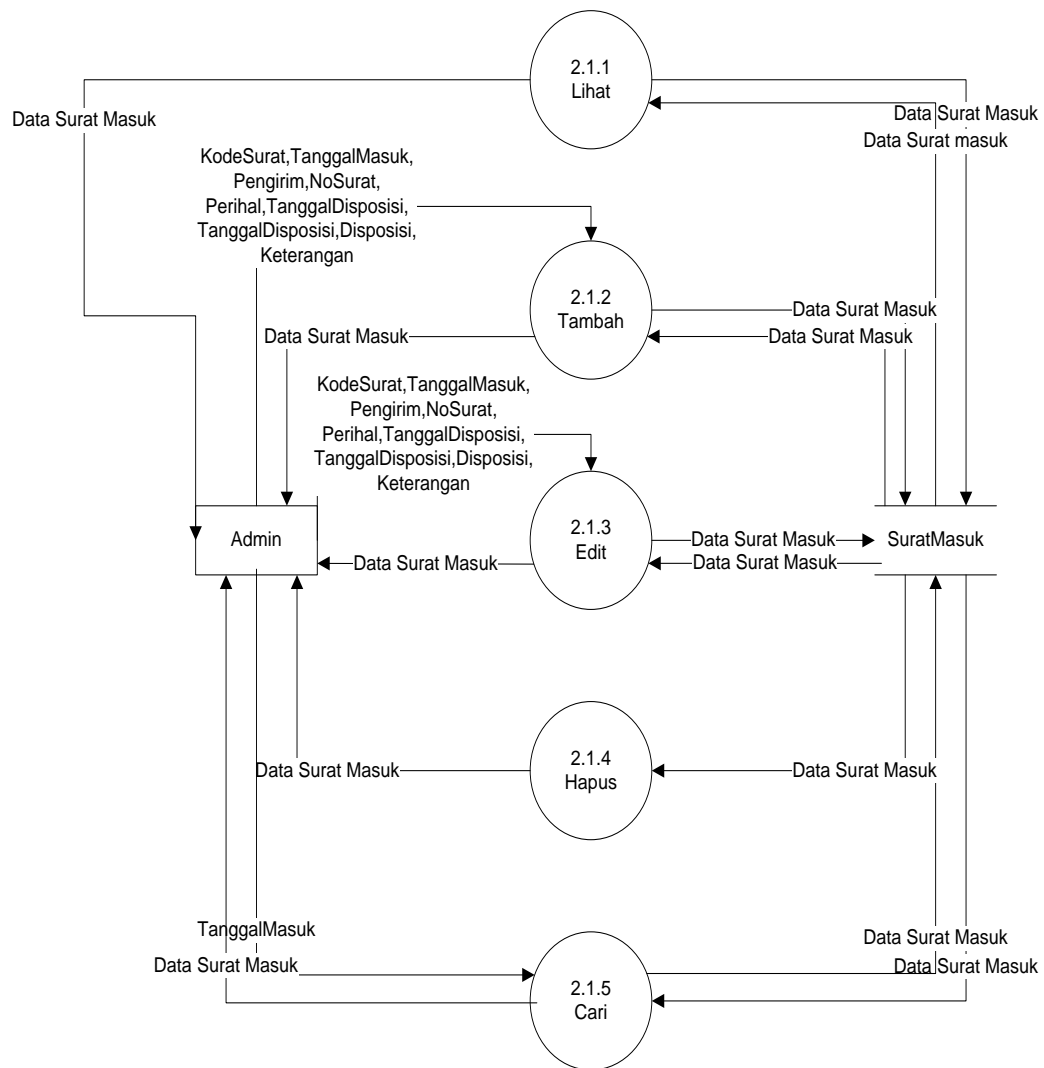 2.1.1
Lihat
Data Surat Masuk
Data Surat Masuk
Data Surat masuk
KodeSurat,TanggalMasuk,
Pengirim,NoSurat,
Perihal,TanggalDisposisi,
TanggalDisposisi,Disposisi,
Keterangan
2.1.2
Tambah
Data Surat Masuk
Data Surat Masuk
Data Surat Masuk
KodeSurat,TanggalMasuk,
Pengirim,NoSurat,
Perihal,TanggalDisposisi,
TanggalDisposisi,Disposisi,
Keterangan
Admin
2.1.3
Edit
Data Surat Masuk
SuratMasuk
Data Surat Masuk
Data Surat Masuk
2.1.4
Hapus
Data Surat Masuk
Data Surat Masuk
TanggalMasuk
Data Surat Masuk
2.1.5
Cari
Data Surat Masuk
Data Surat Masuk